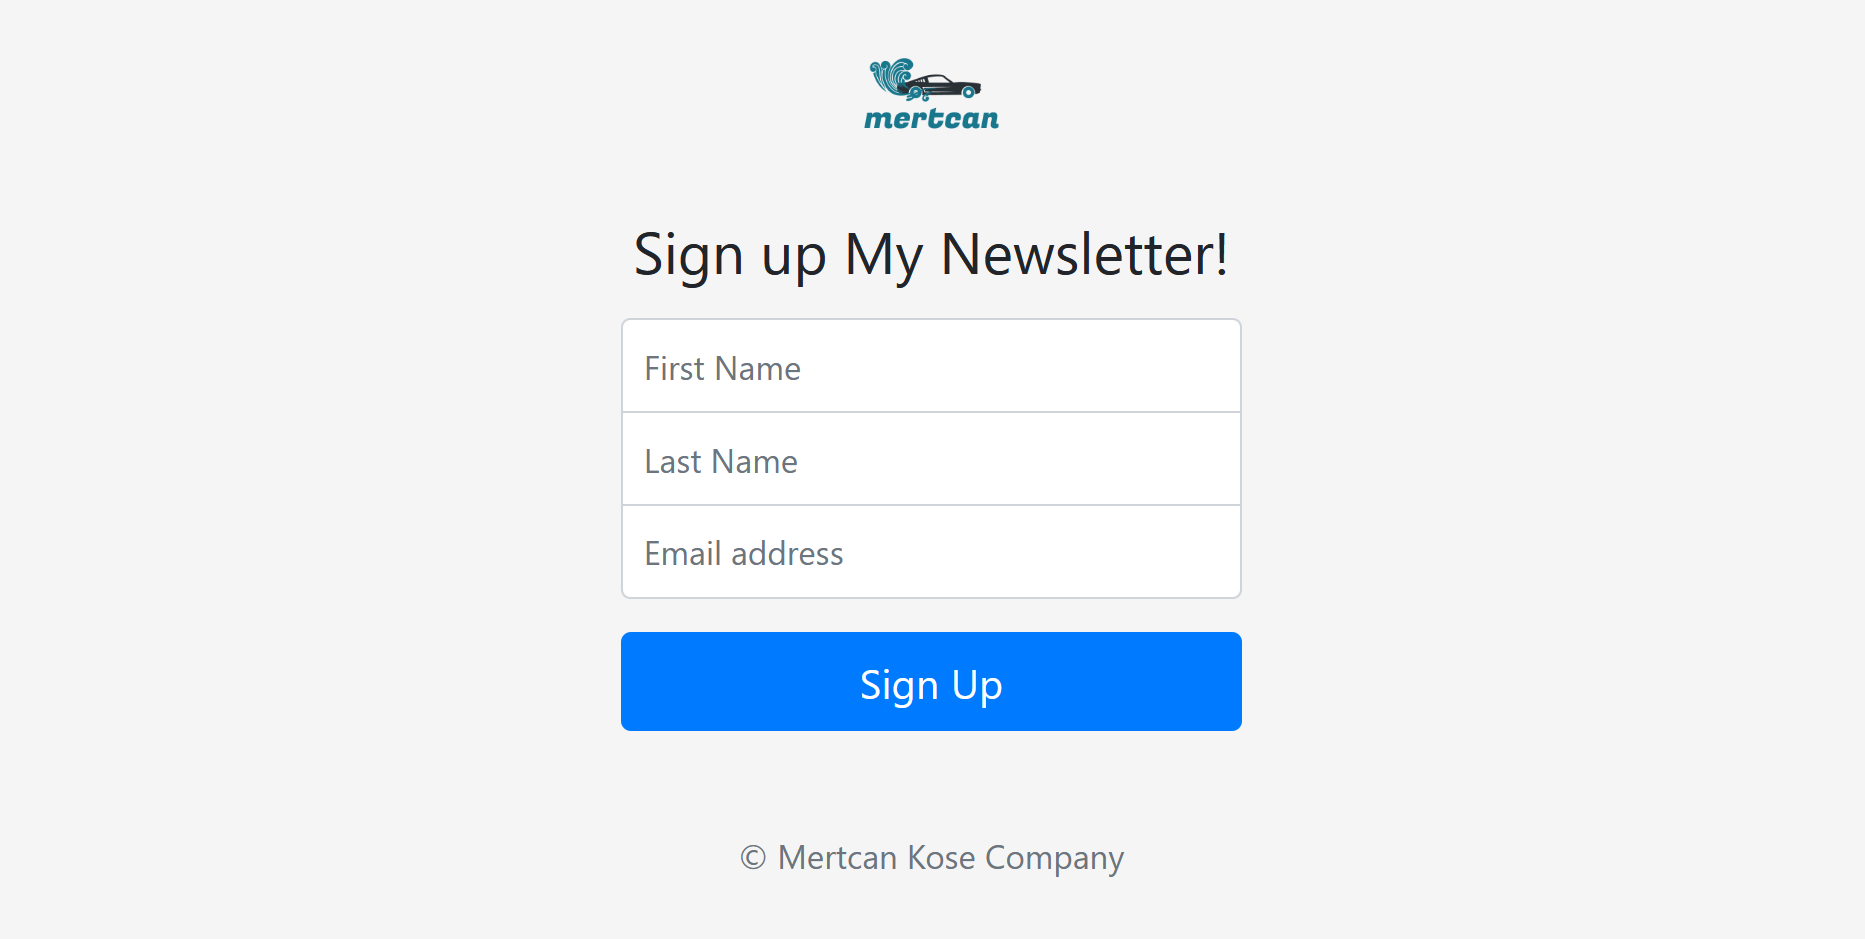 mertcan
Sign up My Newsletter!
First Name
Last Name
Email address
Sign Up
© Mertcan Kose Company